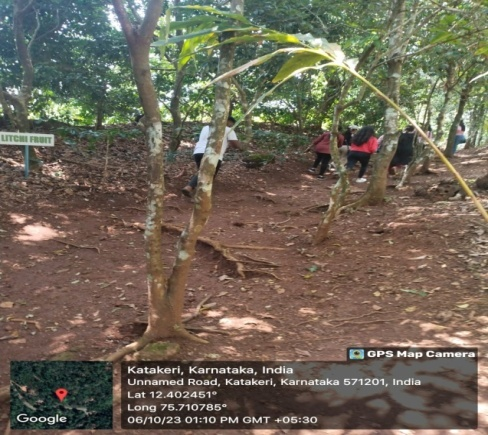 LITCHI FRUIT
GPS Map Camera
Katakeri, Karnataka, India
Unnamed Road, Katakeri, Karnataka 571201, India
Lat 12.402451°
Long 75.710785°
06/10/23 01:10 PM GMT +05:30
Google